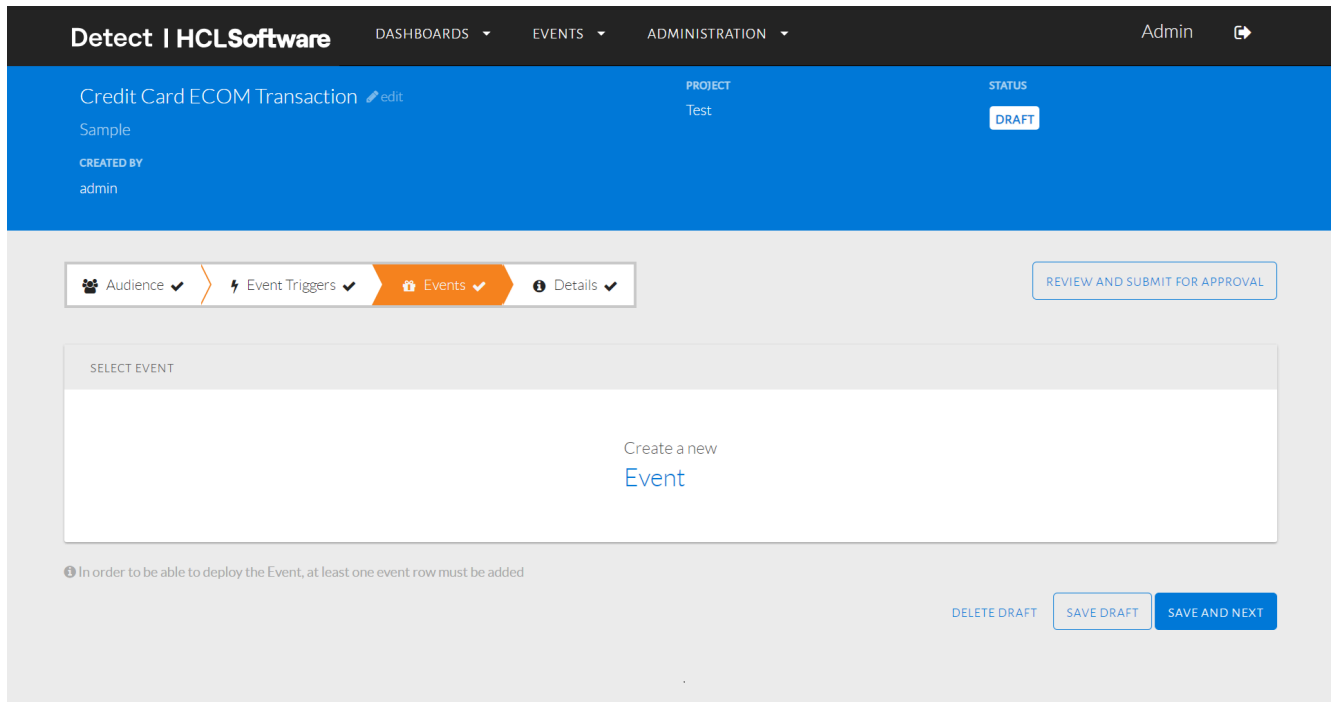 Detect | HCLSoftware DASHBOARDS EVENTS ADMINISTRATION Admin
Credit Card ECOM Transaction edit
Sample
CREATED BY
admin
PROJECT
Test
STATUS
DRAFT
Audience Event Triggers Events Details
REVIEW AND SUBMIT FOR APPROVAL
SELECT EVENT
Create a new
Event
In order to be able to deploy the Event, at least one event row must be added
DELETE DRAFT SAVE DRAFT SAVE AND NEXT
.